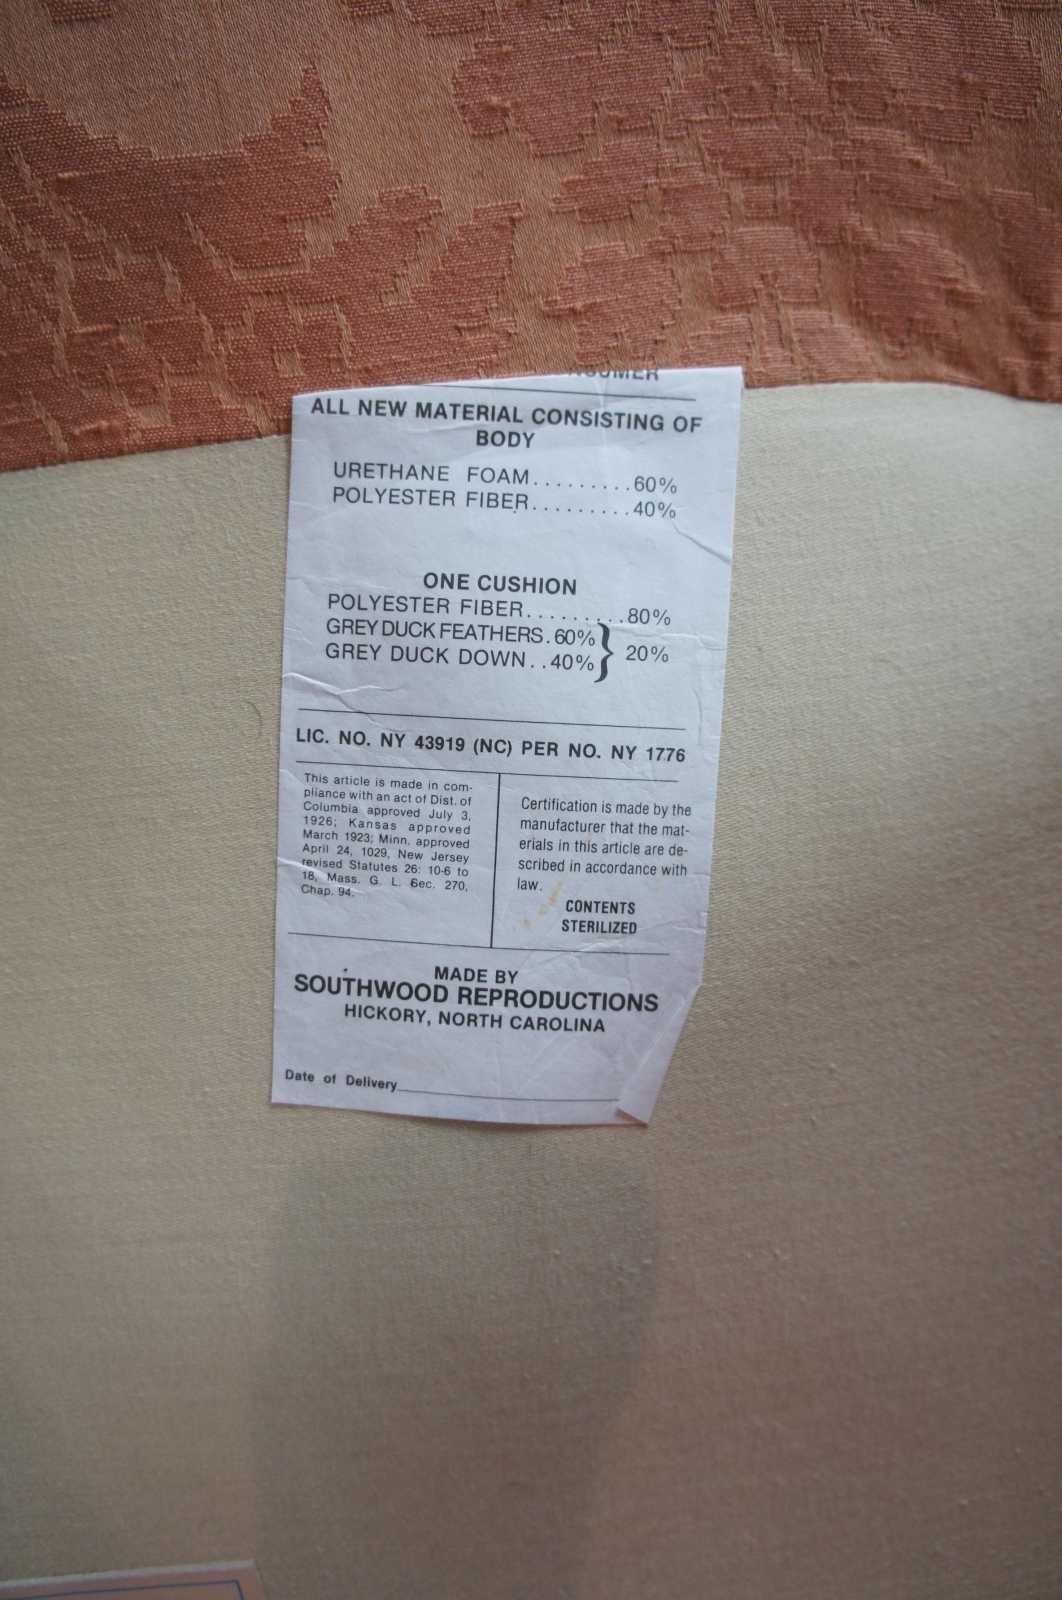 ALL NEW MATERIAL CONSISTING OF
BODY
URETHANE FOAM.........60%
POLYESTER FIBER.........40%
ONE CUSHION
POLYESTER FIBER.........80%
GREY DUCK FEATHERS.60%
GREY DUCK DOWN..40%
} 20%
LIC. NO. NY 43919 (NC) PER NO. NY 1776
This article is made in com-
pliance with an act of Dist. of
Columbia approved July 3,
1926; Kansas approved
March 1923; Minn. approved
April 24, 1029, New Jersey
revised Statutes 26: 10-6 to
18, Mass. G. L. Sec. 270,
Chap. 94.
Certification is made by the
manufacturer that the mat-
erials in this article are de-
scribed in accordance with
law.
CONTENTS
STERILIZED
MADE BY
SOUTHWOOD REPRODUCTIONS
HICKORY, NORTH CAROLINA
Date of Delivery